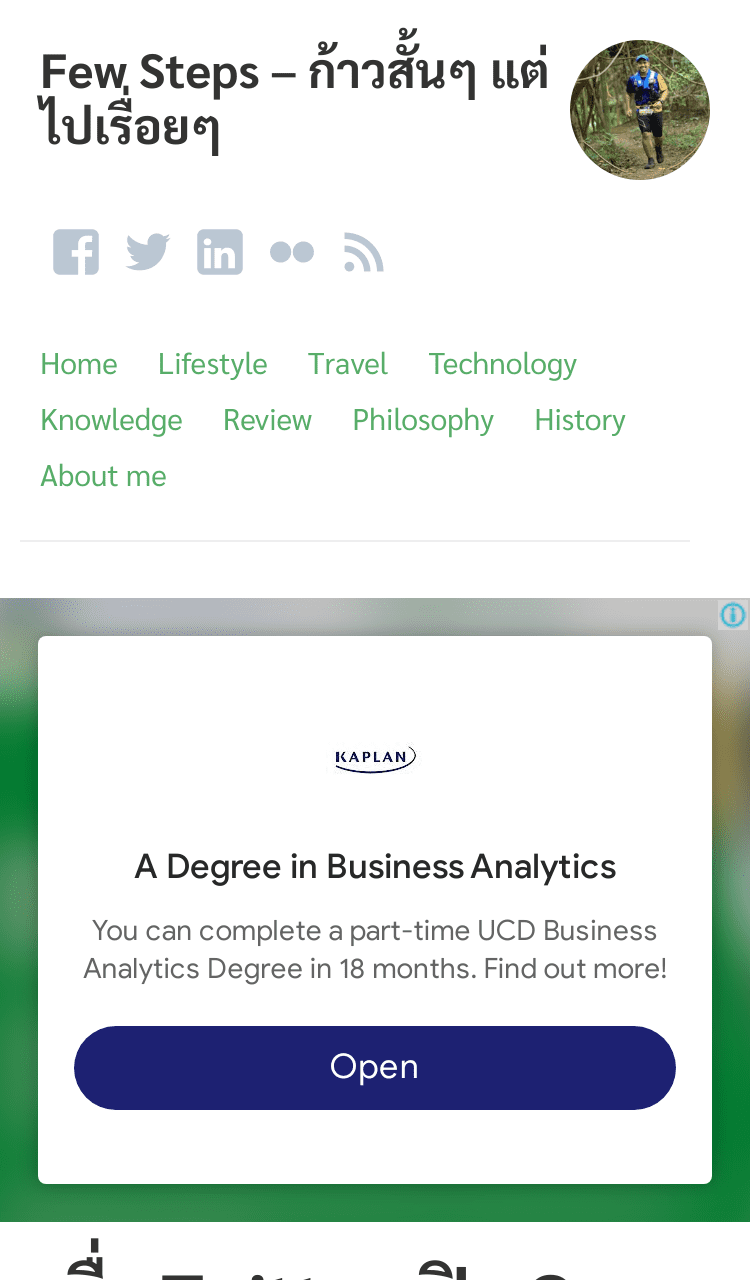 Few Steps – ก้าวสั้นๆ แต่
ไปเรื่อยๆ
Home Lifestyle Travel Technology
Knowledge Review Philosophy History
About me
KAPLAN
A Degree in Business Analytics
You can complete a part-time UCD Business
Analytics Degree in 18 months. Find out more!
Open